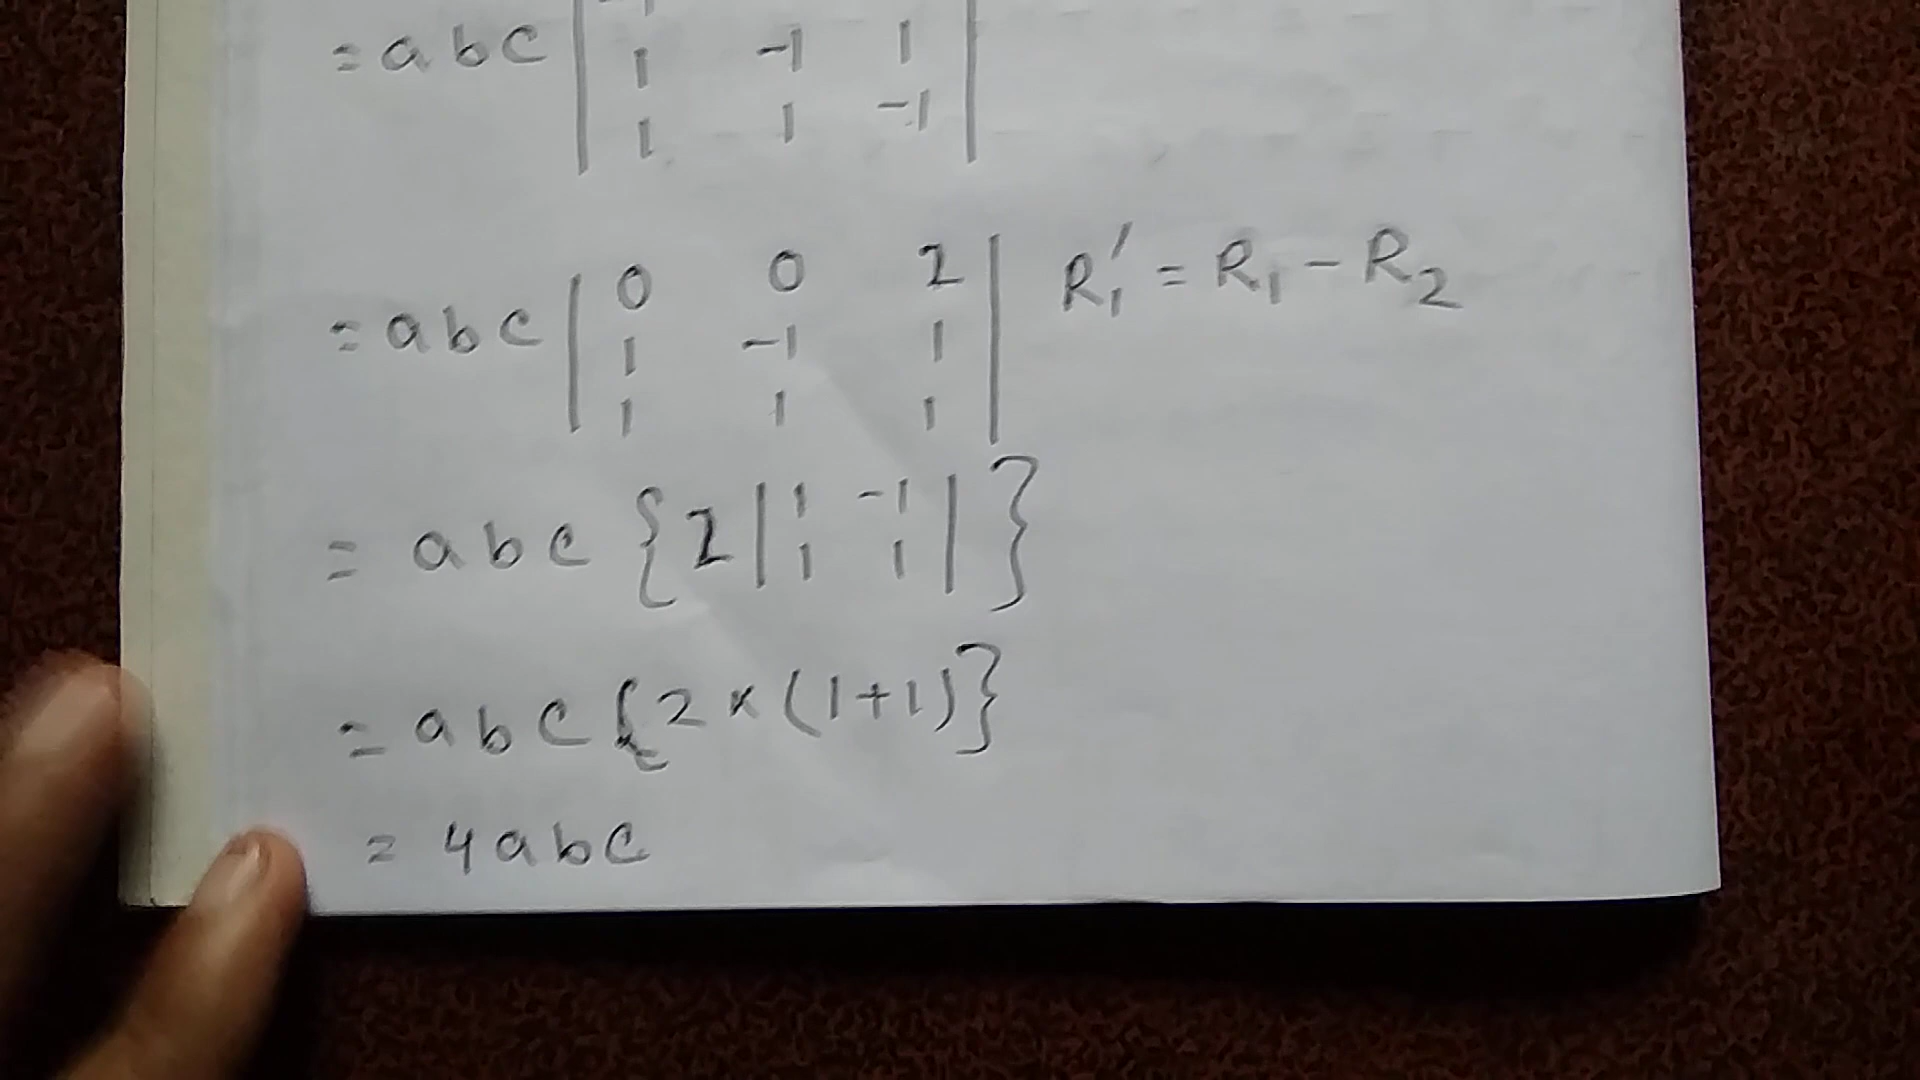 = abc | 1 -1 1 |
| 1 1 -1 |
= abc | 0 0 2 | R₁' = R₁ - R₂
| 1 -1 1 |
| 1 1 1 |
= abc {2 | 1 -1 | }
| 1 1 |
= abc {2 × (1+1)}
= 4abc